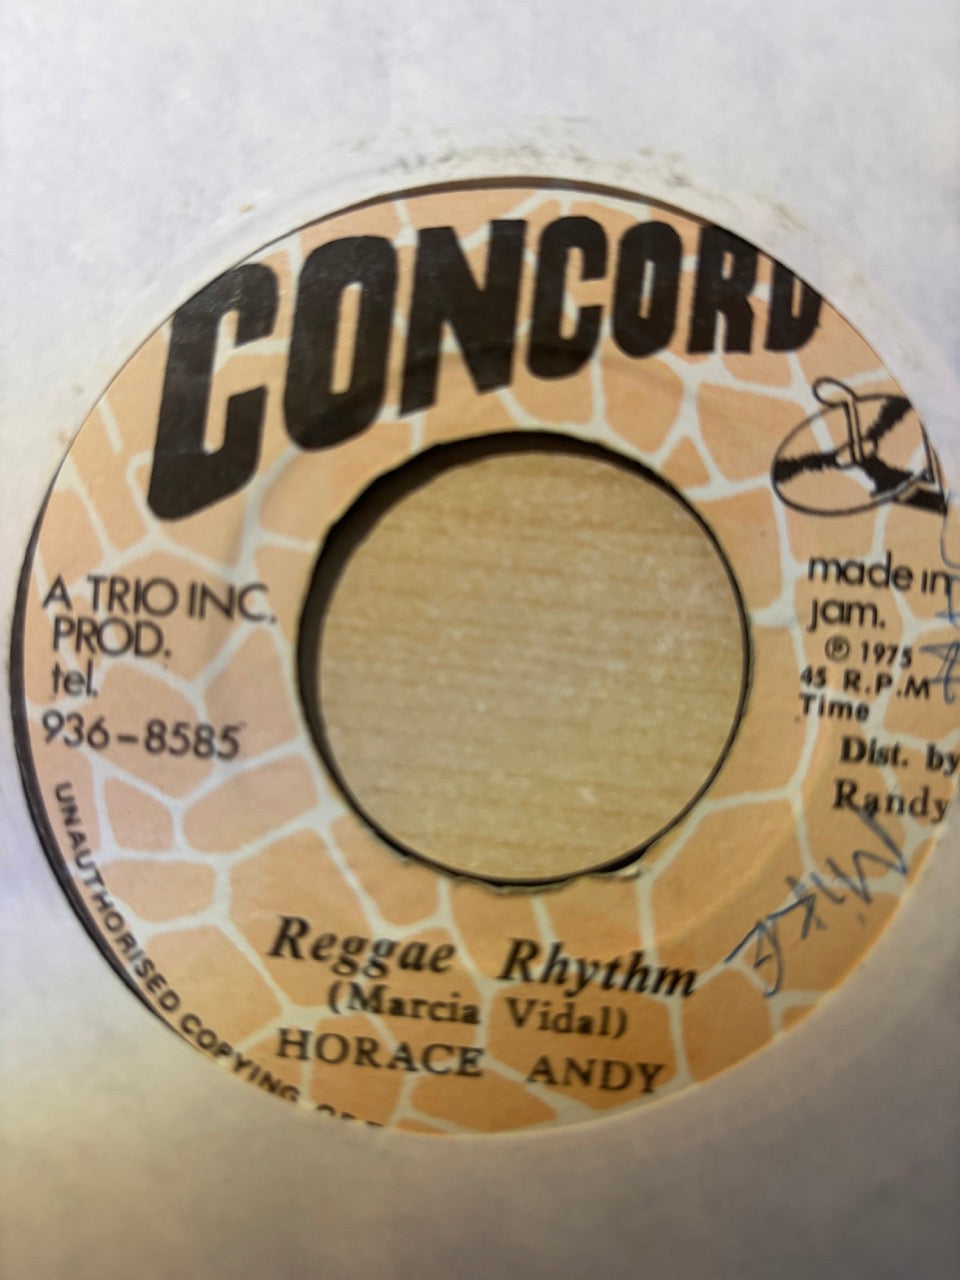 CONCORD
A TRIO INC.
PROD.
tel.
936-8585
made in
jam.
℗ 1975
45 R.P.M
Time
Dist. by
Randy
Mike
Reggae Rhythm
(Marcia Vidal)
HORACE ANDY
UNAUTHORISED COPYING